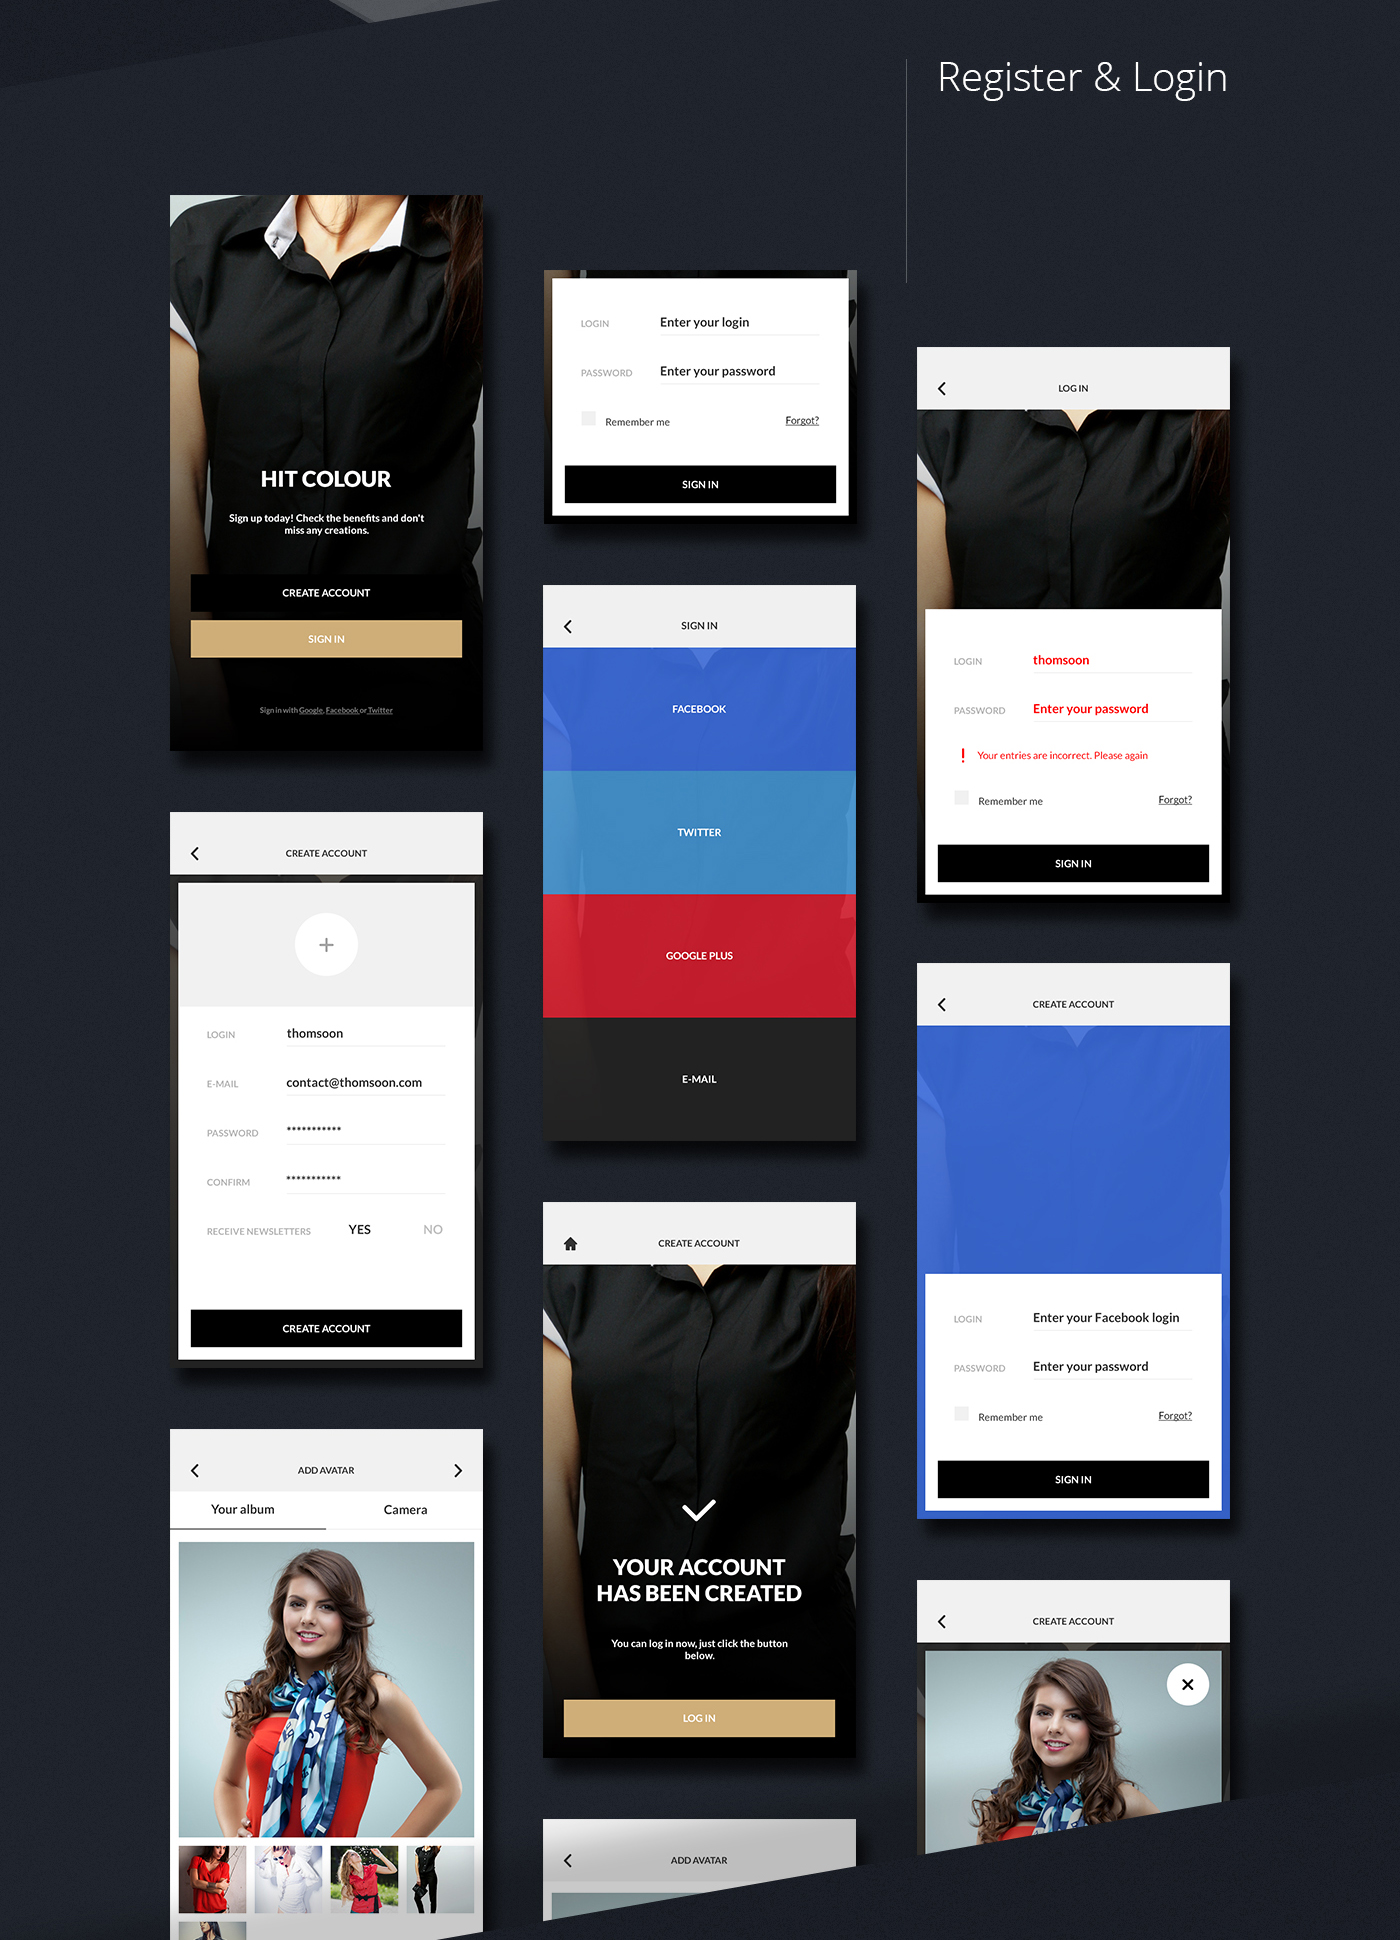 Register & Login
HIT COLOUR
Sign up today! Check the benefits and don't
miss any creations.
CREATE ACCOUNT
SIGN IN
Sign in with Google, Facebook or Twitter
LOGIN Enter your login
PASSWORD Enter your password
Remember me Forgot?
SIGN IN
LOG IN
LOGIN thomsoon
PASSWORD Enter your password
! Your entries are incorrect. Please again
Remember me Forgot?
SIGN IN
SIGN IN
FACEBOOK
TWITTER
GOOGLE PLUS
E-MAIL
CREATE ACCOUNT
+
LOGIN thomsoon
E-MAIL contact@thomsoon.com
PASSWORD ***********
CONFIRM ***********
RECEIVE NEWSLETTERS YES NO
CREATE ACCOUNT
CREATE ACCOUNT
LOGIN Enter your Facebook login
PASSWORD Enter your password
Remember me Forgot?
SIGN IN
CREATE ACCOUNT
YOUR ACCOUNT
HAS BEEN CREATED
You can log in now, just click the button
below.
LOG IN
ADD AVATAR
Your album Camera
CREATE ACCOUNT
ADD AVATAR